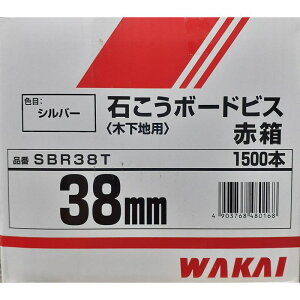 色目：
シルバー
石こうボードビス
〈木下地用〉
赤箱
品番 SBR38T
1500本
38mm
4 903768 480168
WAKAI